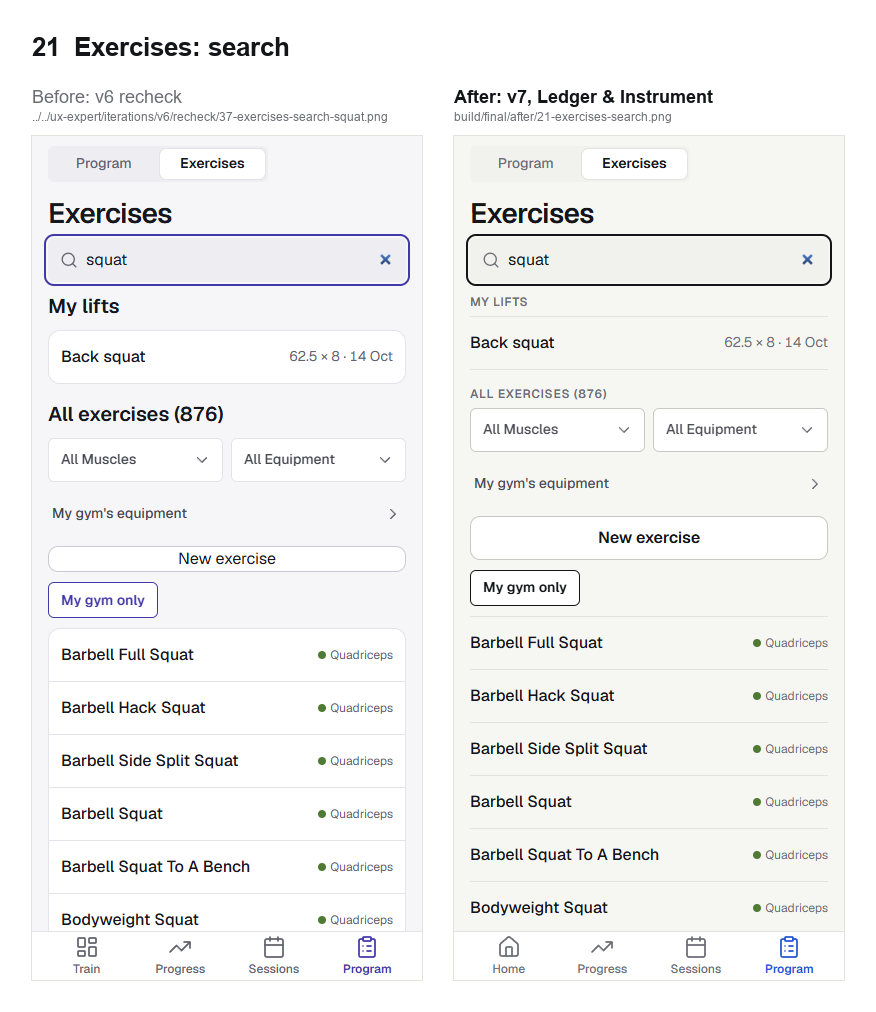 21 Exercises: search
Before: v6 recheck
../../ux-expert/iterations/v6/recheck/37-exercises-search-squat.png
Program
Exercises
Exercises
squat
My lifts
Back squat
62.5 × 8 · 14 Oct
All exercises (876)
All Muscles
All Equipment
My gym's equipment
New exercise
My gym only
Barbell Full Squat
Quadriceps
Barbell Hack Squat
Quadriceps
Barbell Side Split Squat
Quadriceps
Barbell Squat
Quadriceps
Barbell Squat To A Bench
Quadriceps
Bodyweight Squat
Quadriceps
Train
Progress
Sessions
Program
After: v7, Ledger & Instrument
build/final/after/21-exercises-search.png
Program
Exercises
Exercises
squat
MY LIFTS
Back squat
62.5 × 8 · 14 Oct
ALL EXERCISES (876)
All Muscles
All Equipment
My gym's equipment
New exercise
My gym only
Barbell Full Squat
Quadriceps
Barbell Hack Squat
Quadriceps
Barbell Side Split Squat
Quadriceps
Barbell Squat
Quadriceps
Barbell Squat To A Bench
Quadriceps
Bodyweight Squat
Quadriceps
Home
Progress
Sessions
Program